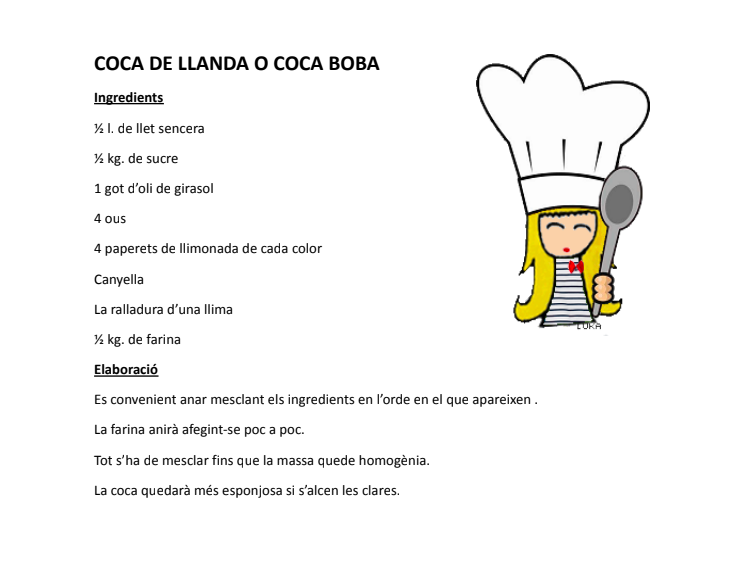 COCA DE LLANDA O COCA BOBA
Ingredients
½ l. de llet sencera
½ kg. de sucre
1 got d’oli de girasol
4 ous
4 paperets de llimonada de cada color
Canyella
La ralladura d’una llima
½ kg. de farina
Elaboració
Es convenient anar mesclant els ingredients en l’orde en el que apareixen .
La farina anirà afegint-se poc a poc.
Tot s’ha de mesclar fins que la massa quede homogènia.
La coca quedarà més esponjosa si s’alcen les clares.